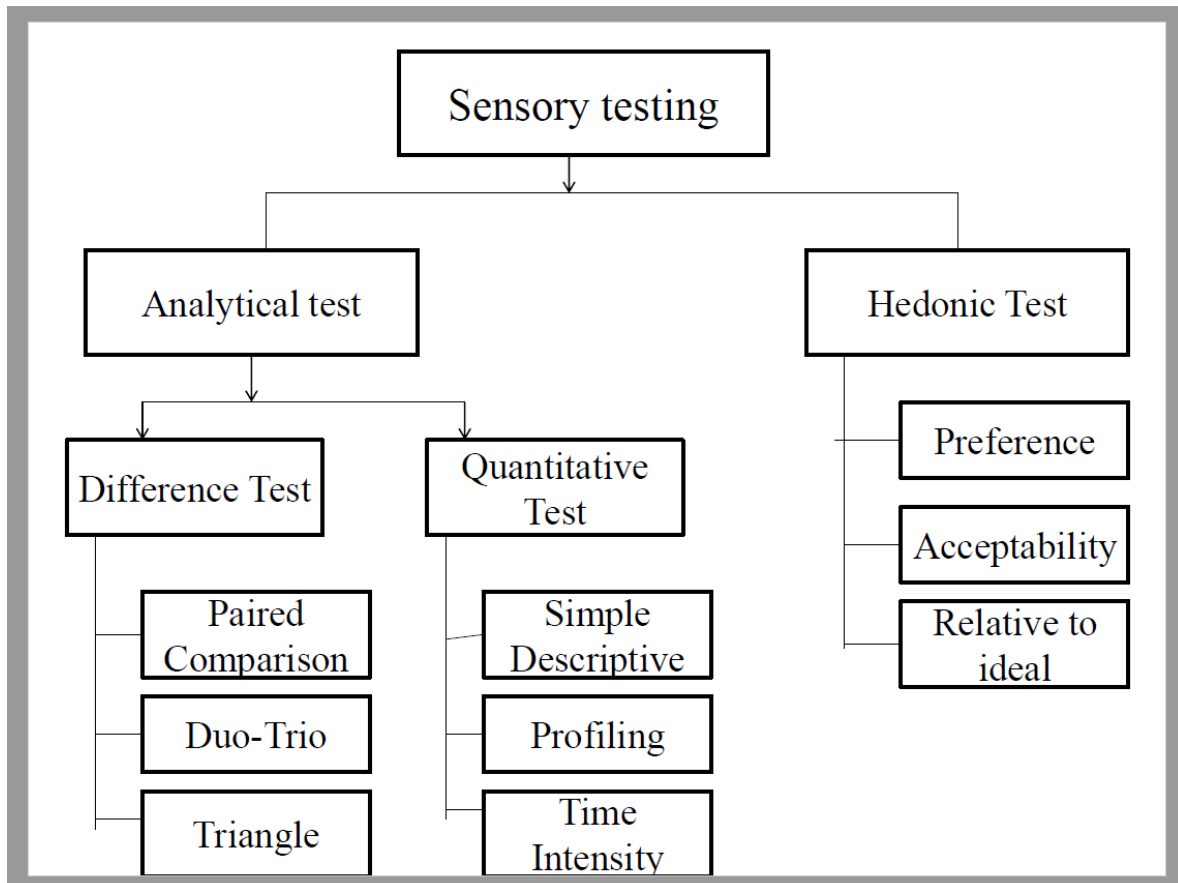 Sensory testing
Analytical test
Hedonic Test
Difference Test
Quantitative
Test
Paired
Comparison
Duo-Trio
Triangle
Simple
Descriptive
Profiling
Time
Intensity
Preference
Acceptability
Relative to
ideal